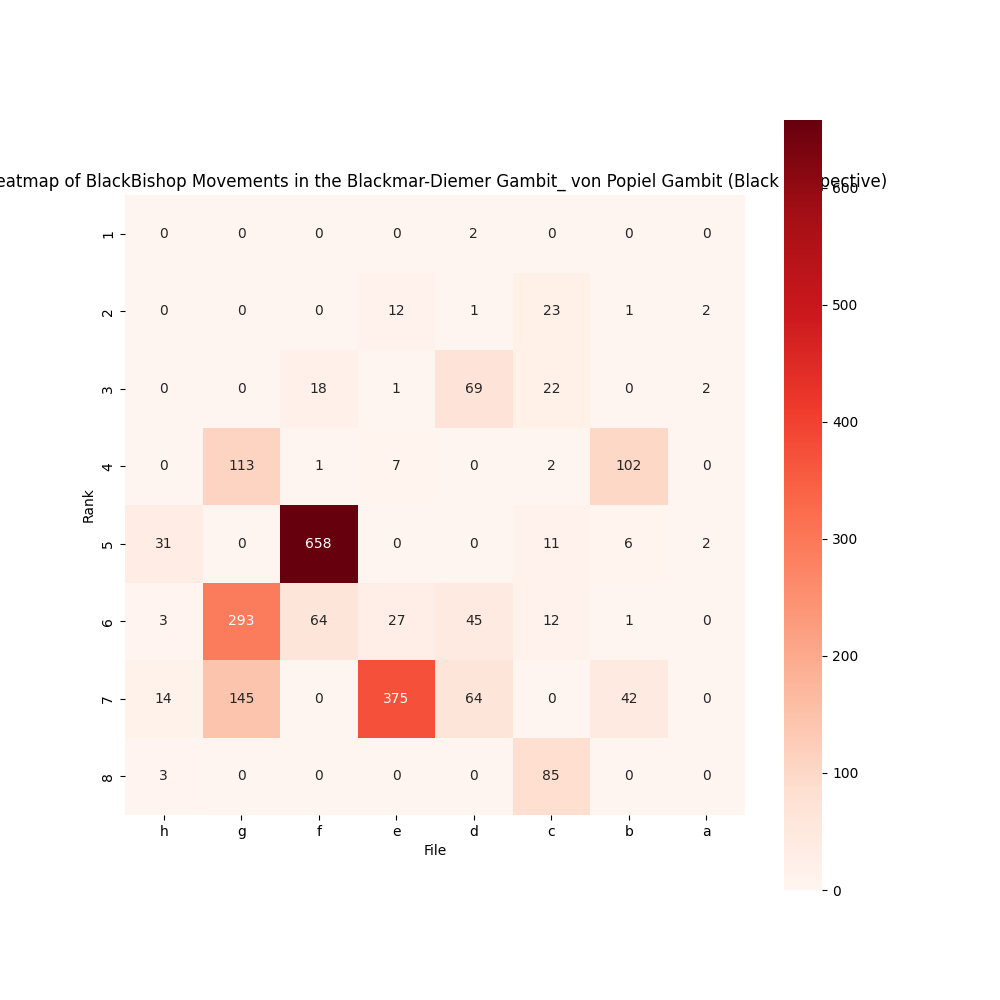 eatmap of BlackBishop Movements in the Blackmar-Diemer Gambit_ von Popiel Gambit (Black pective)
600
1 0 0 0 0 2 0 0 0
2 0 0 0 12 1 23 1 2
500
3 0 0 18 1 69 22 0 2
400
4 0 113 1 7 0 2 102 0
Rank
5 31 0 658 0 0 11 6 2
300
6 3 293 64 27 45 12 1 0
200
7 14 145 0 375 64 0 42 0
100
8 3 0 0 0 0 85 0 0
h g f e d c b a
File
0